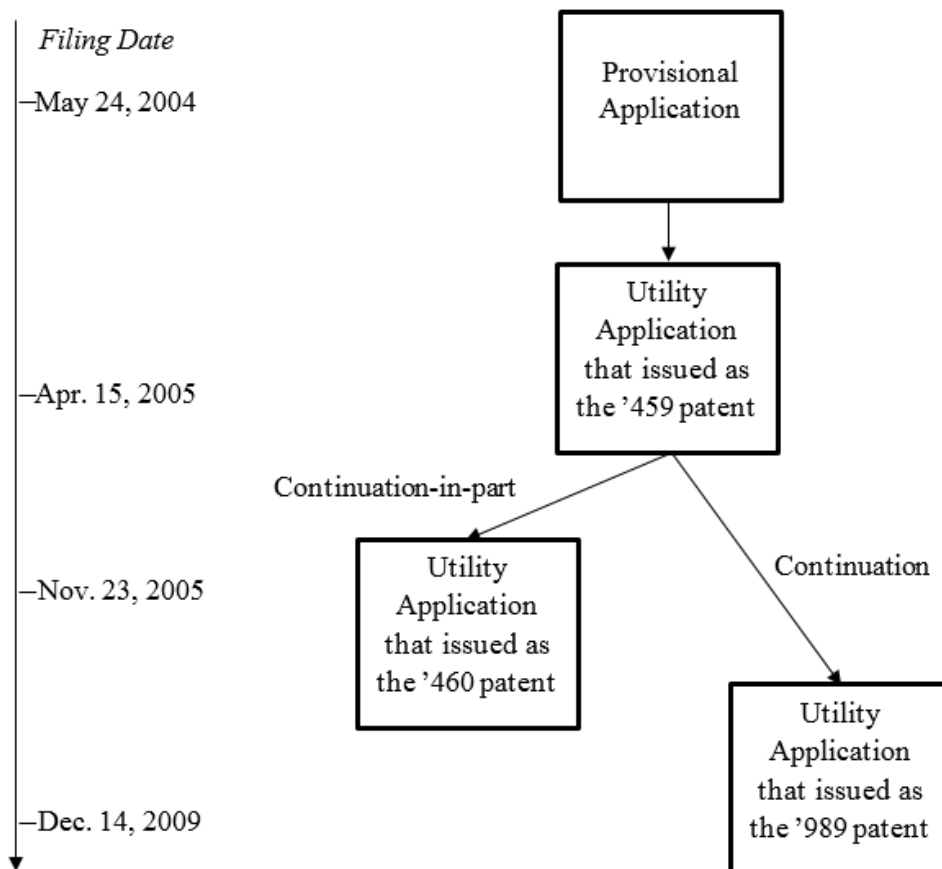 Filing Date
May 24, 2004
Apr. 15, 2005
Nov. 23, 2005
Dec. 14, 2009
Provisional
Application
Utility
Application
that issued as
the ’459 patent
Continuation-in-part
Continuation
Utility
Application
that issued as
the ’460 patent
Utility
Application
that issued as
the ’989 patent